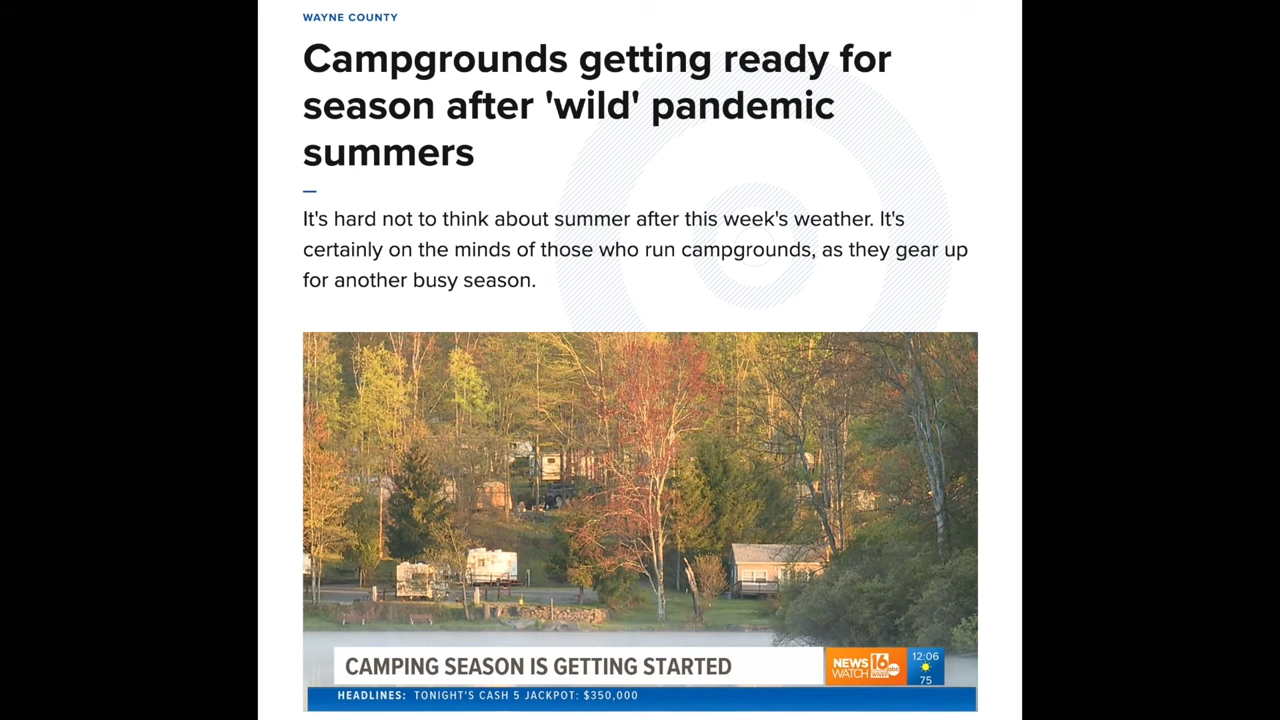 WAYNE COUNTY
Campgrounds getting ready for
season after 'wild' pandemic
summers
It's hard not to think about summer after this week's weather. It's
certainly on the minds of those who run campgrounds, as they gear up
for another busy season.
CAMPING SEASON IS GETTING STARTED
NEWS
WATCH
16
abc
WNEP
12:06
75
HEADLINES: TONIGHT'S CASH 5 JACKPOT: $350,000